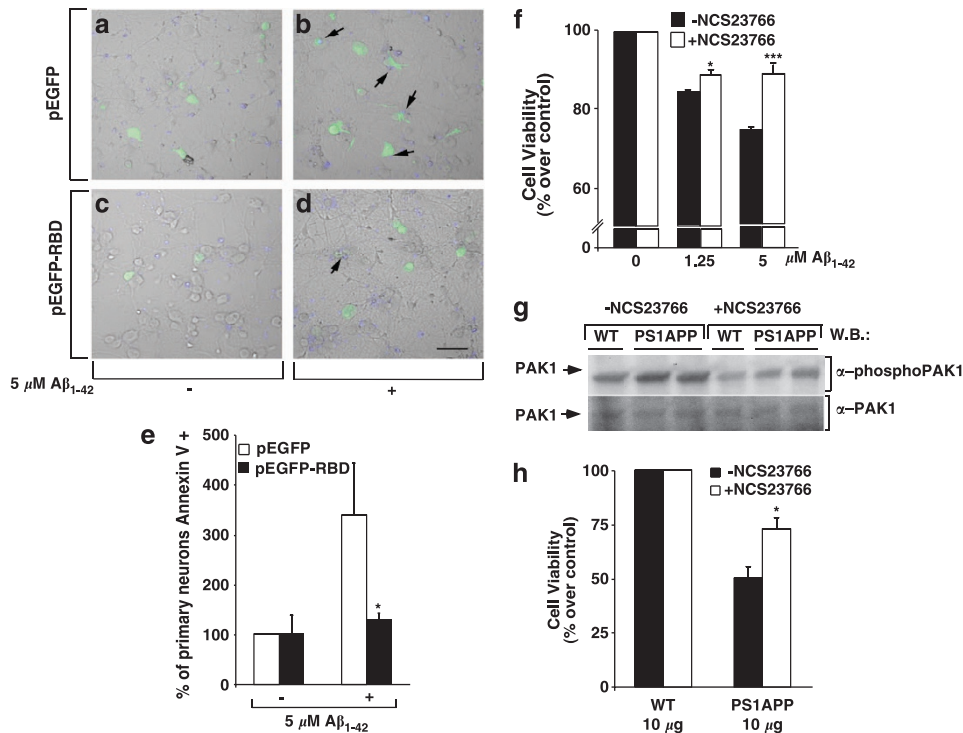 a
b
pEGFP
c
d
pEGFP-RBD
5 μM Aβ1-42
-
+
e
% of primary neurons Annexin V +
500
400
300
200
100
0
pEGFP
pEGFP-RBD
*
-
+
5 μM Aβ1-42
f
-NCS23766
+NCS23766
Cell Viability
(% over control)
100
80
60
0
*
***
0
1.25
5
μM Aβ1-42
g
-NCS23766
+NCS23766
WT
PS1APP
WT
PS1APP
W.B.:
PAK1
α-phosphoPAK1
PAK1
α-PAK1
h
-NCS23766
+NCS23766
Cell Viability
(% over control)
100
75
50
25
0
*
WT
10 μg
PS1APP
10 μg